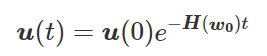 u(t) = u(0)e^{-H(w_0)t}